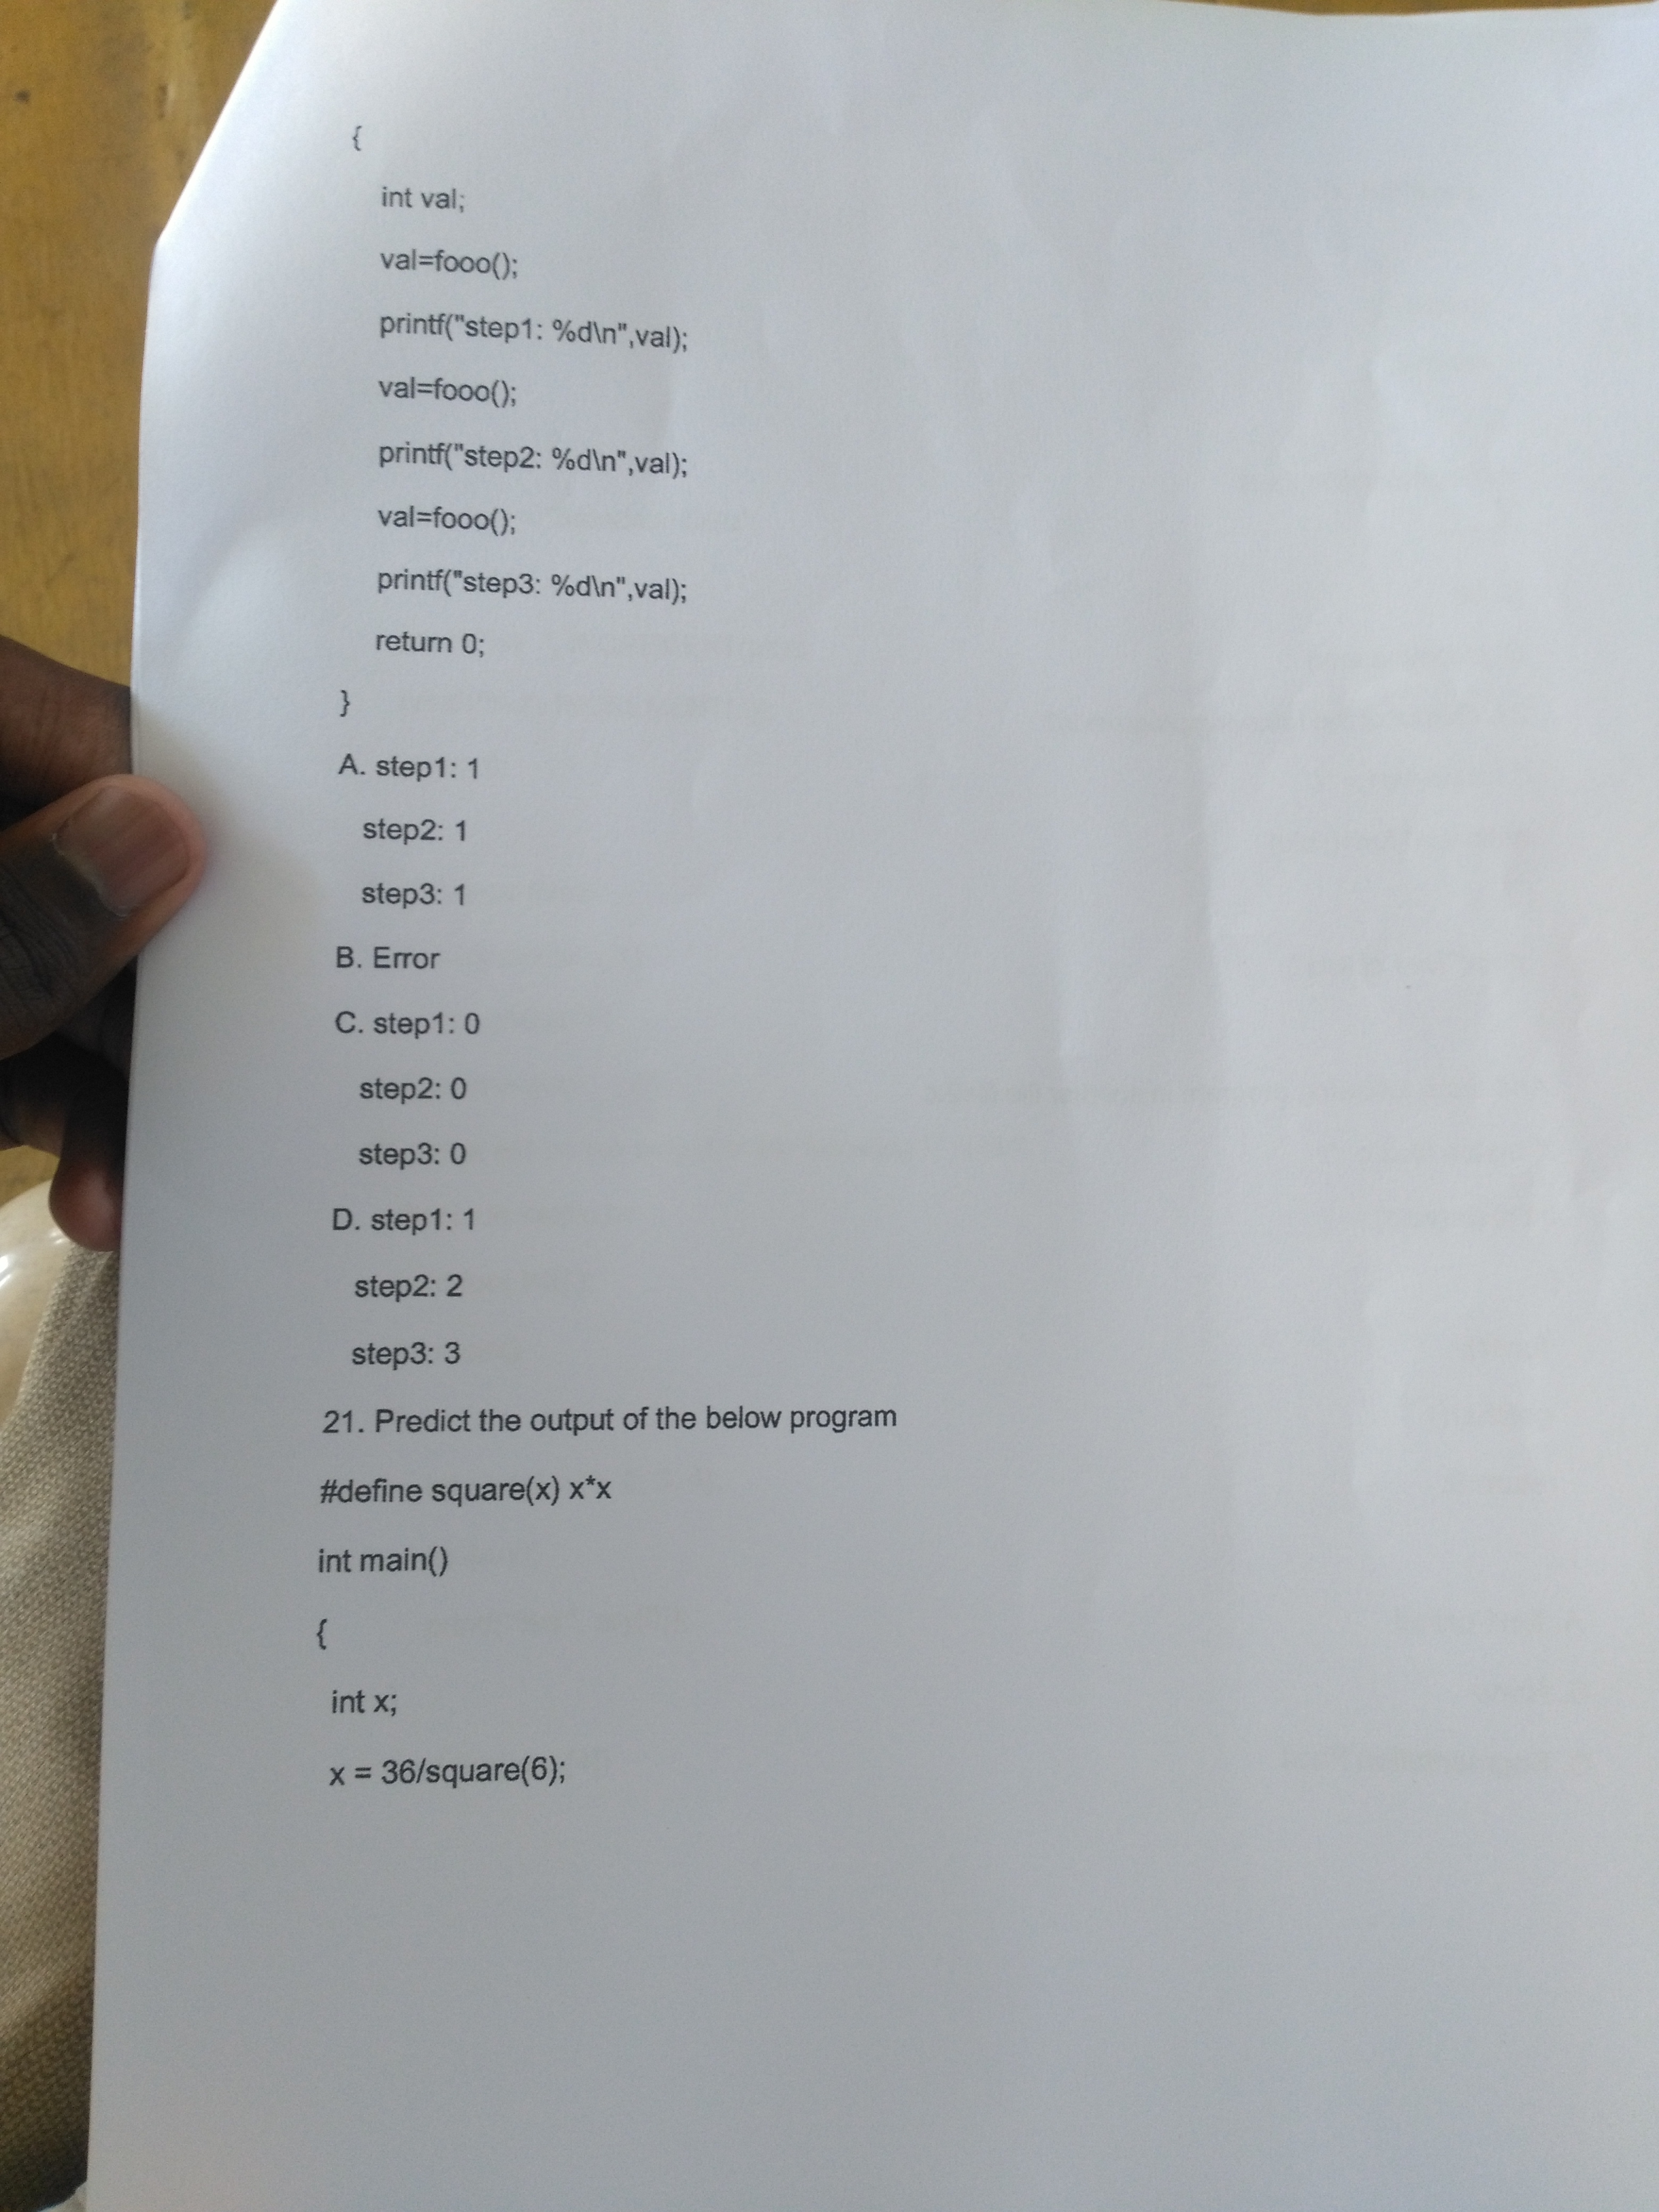 {
int val;
val=fooo();
printf("step1: %d\n",val);
val=fooo();
printf("step2: %d\n",val);
val=fooo();
printf("step3: %d\n",val);
return 0;
}
A. step1: 1
step2: 1
step3: 1
B. Error
C. step1: 0
step2: 0
step3: 0
D. step1: 1
step2: 2
step3: 3
21. Predict the output of the below program
#define square(x) x*x
int main()
{
int x;
x = 36/square(6);